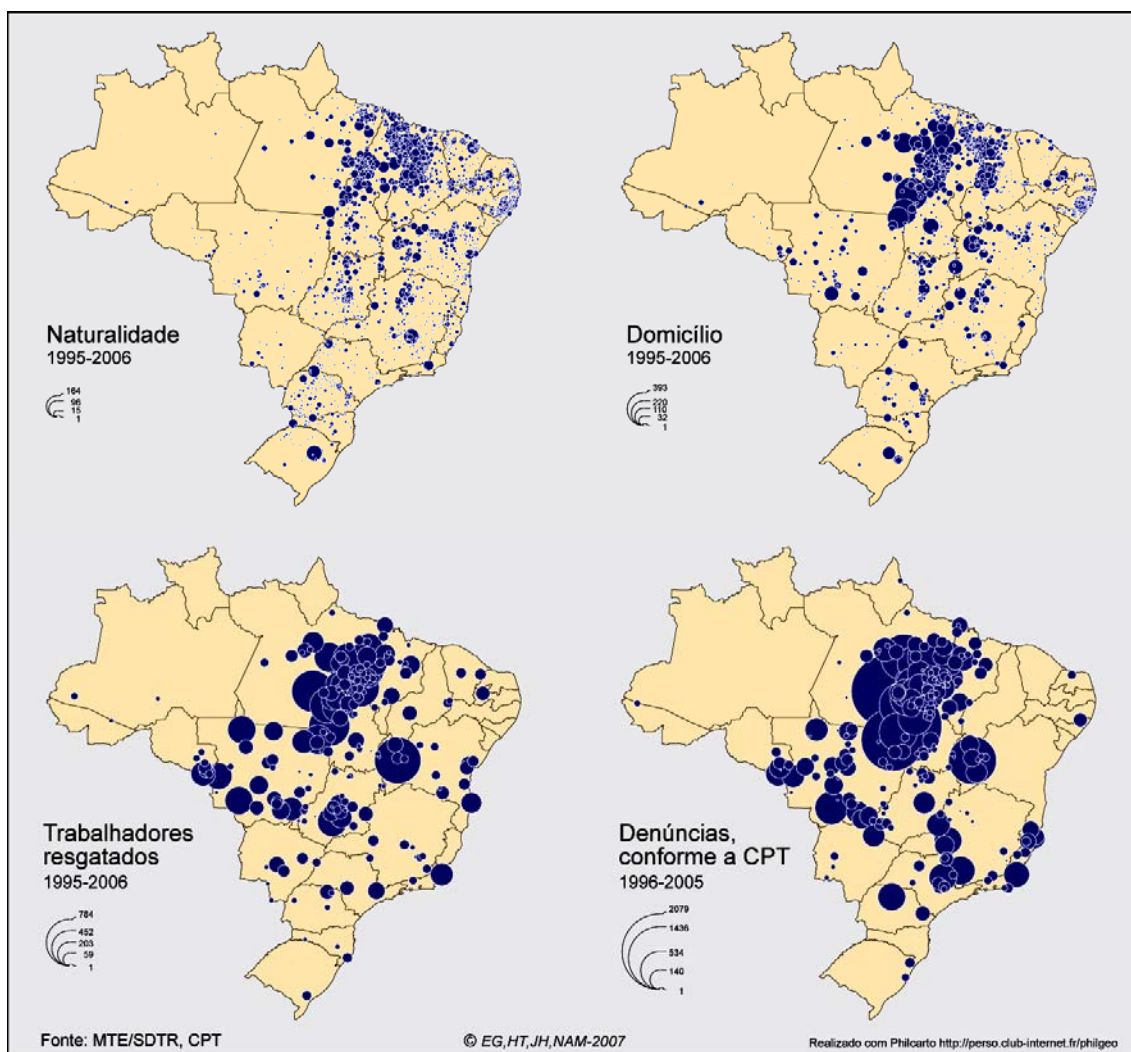 Naturalidade
1995-2006
164
96
15
1
Domicílio
1995-2006
393
220
110
32
1
Trabalhadores
resgatados
1995-2006
784
452
203
59
1
Denúncias,
conforme a CPT
1996-2005
2079
1436
534
140
1
Fonte: MTE/SDTR, CPT
© EG,HT,JH,NAM-2007
Realizado com Philcarto http://perso.club-internet.fr/philgeo